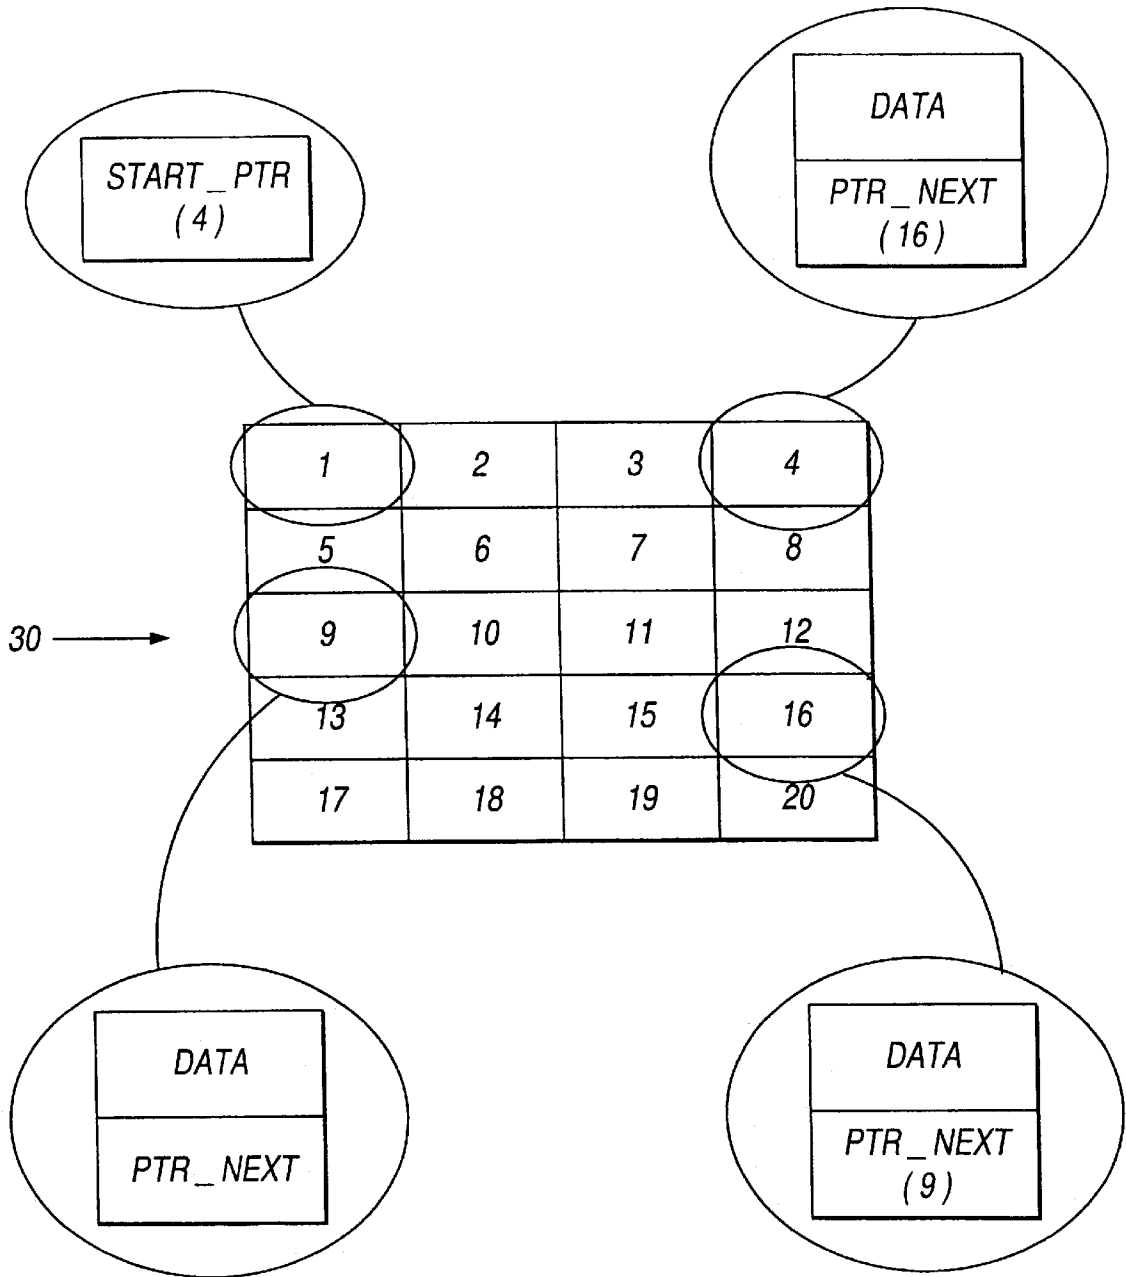 START_PTR
(4)
DATA
PTR_NEXT
(16)
1 2 3 4
5 6 7 8
30
9 10 11 12
13 14 15 16
17 18 19 20
DATA
PTR_NEXT
DATA
PTR_NEXT
(9)